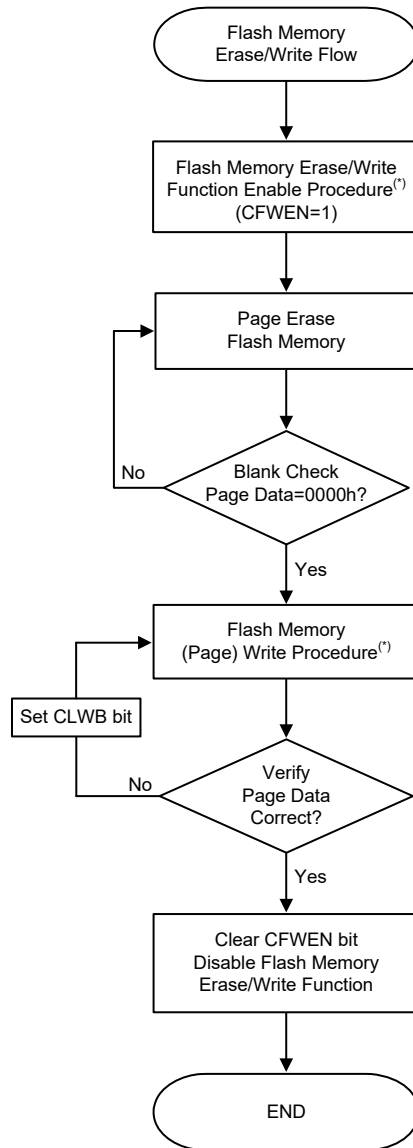 Flash Memory
Erase/Write Flow
Flash Memory Erase/Write
Function Enable Procedure(*)
(CFWEN=1)
Page Erase
Flash Memory
No
Blank Check
Page Data=0000h?
Yes
Flash Memory
(Page) Write Procedure(*)
Set CLWB bit
No
Verify
Page Data
Correct?
Yes
Clear CFWEN bit
Disable Flash Memory
Erase/Write Function
END